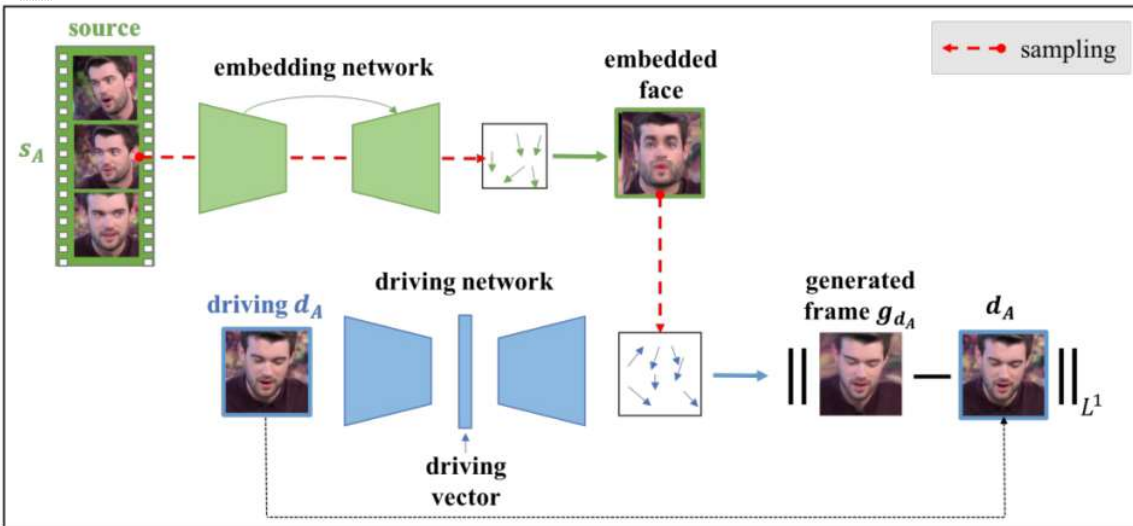 source
embedding network
embedded
face
sampling
s_A
driving network
driving d_A
generated
frame g_{d_A}
d_A
L^1
driving
vector